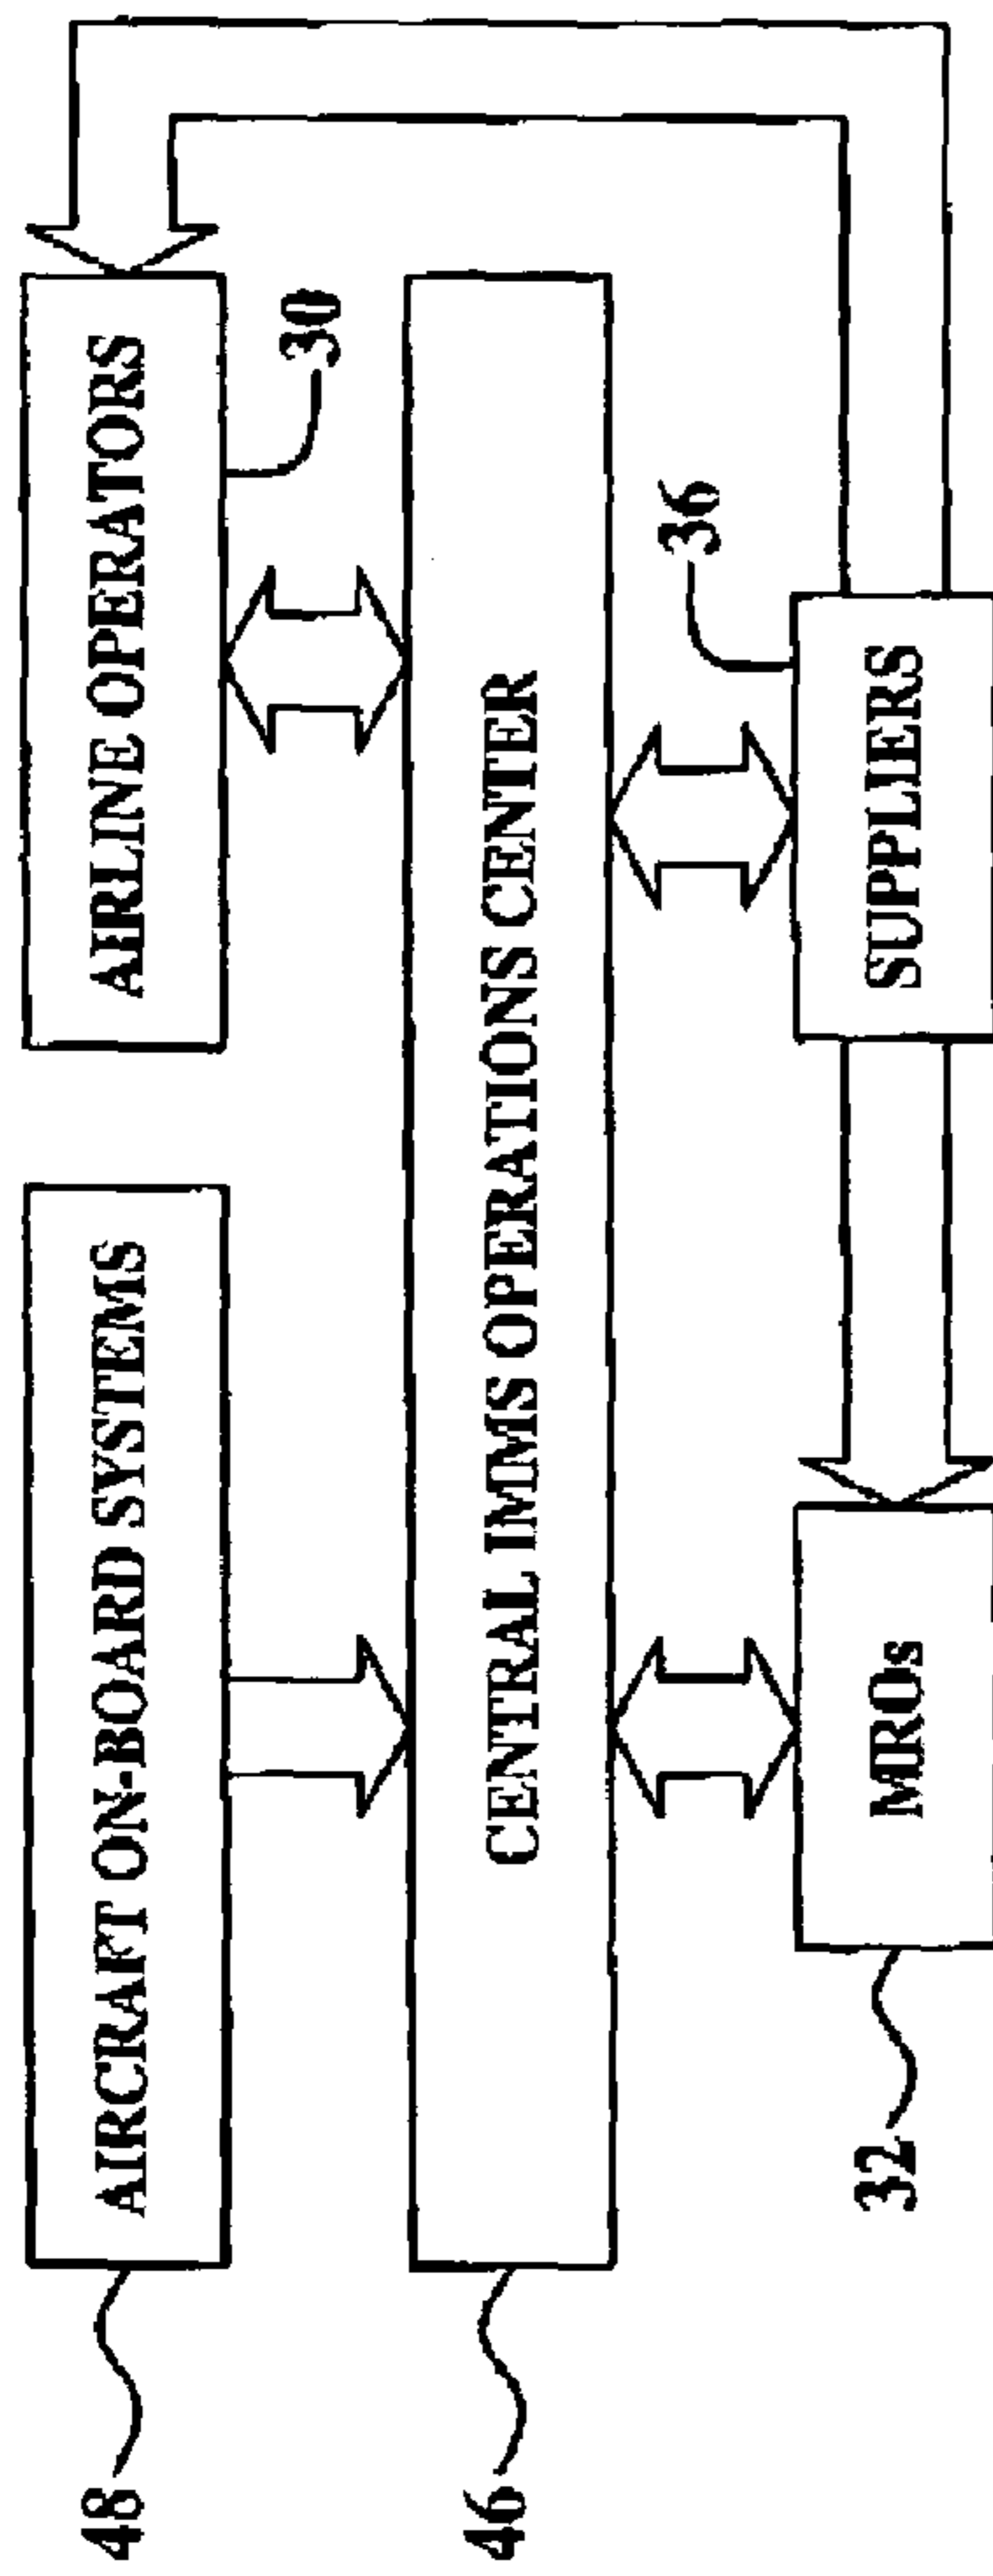 48
AIRCRAFT ON-BOARD SYSTEMS
AIRLINE OPERATORS
30
46
CENTRAL IMMS OPERATIONS CENTER
36
32
MROs
SUPPLIERS